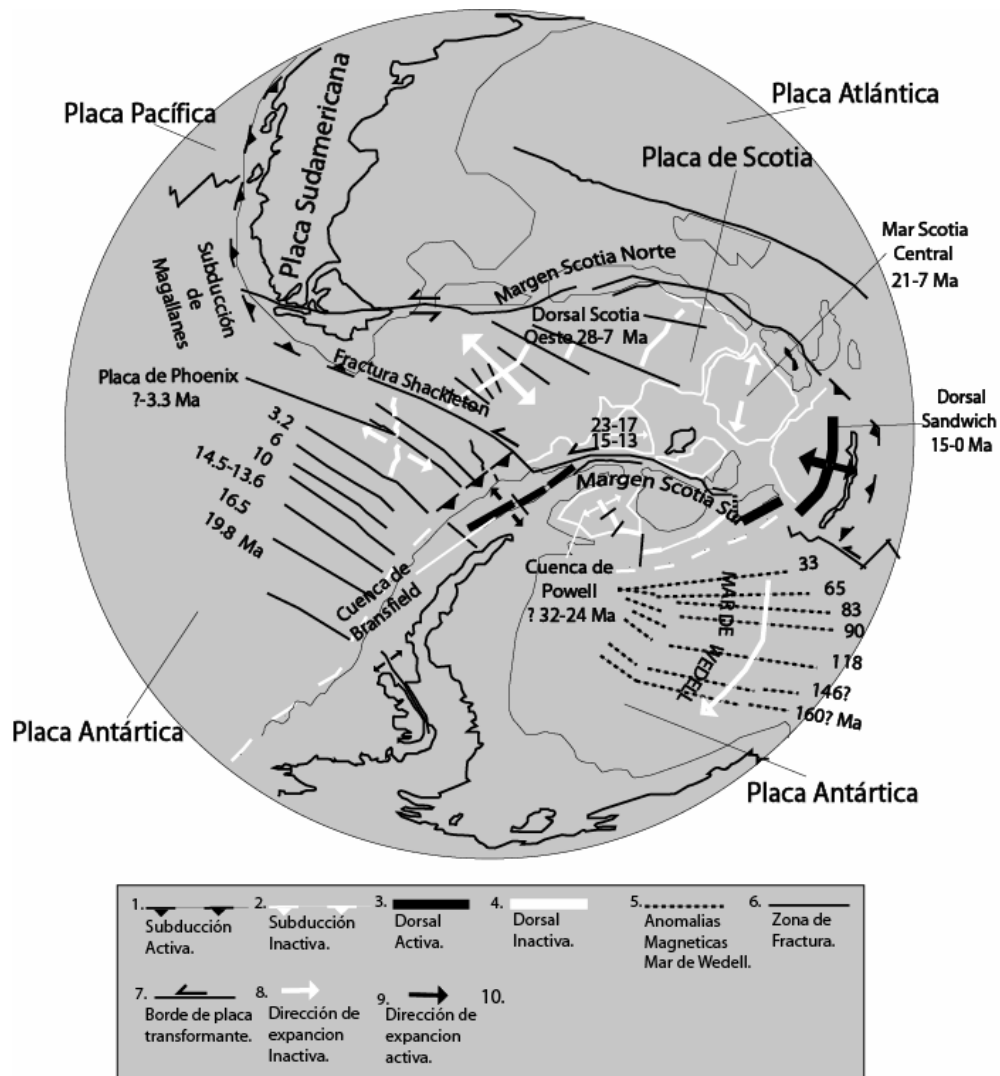 Placa Pacífica
Placa Sudamericana
Placa Atlántica
Placa de Scotia
Mar Scotia
Central
21-7 Ma
Subducción
de
Magallanes
Margen Scotia Norte
Dorsal Scotia
Oeste 28-7 Ma
Fractura Shackleton
Placa de Phoenix
?-3.3 Ma
Dorsal
Sandwich
15-0 Ma
3.2
6
10
14.5-13.6
16.5
19.8 Ma
23-17
15-13
Margen Scotia Su
Cuenca de
Bransfield
Cuenca de
Powell
? 32-24 Ma
MAR DE WEDELL
33
65
83
90
118
146?
160? Ma
Placa Antártica
Placa Antártica
1.
Subducción
Activa.
2.
Subducción
Inactiva.
3.
Dorsal
Activa.
4.
Dorsal
Inactiva.
5.
Anomalias
Magneticas
Mar de Wedell.
6.
Zona de
Fractura.
7.
Borde de placa
transformante.
8.
Dirección de
expancion
Inactiva.
9.
Dirección de
expancion
activa.
10.